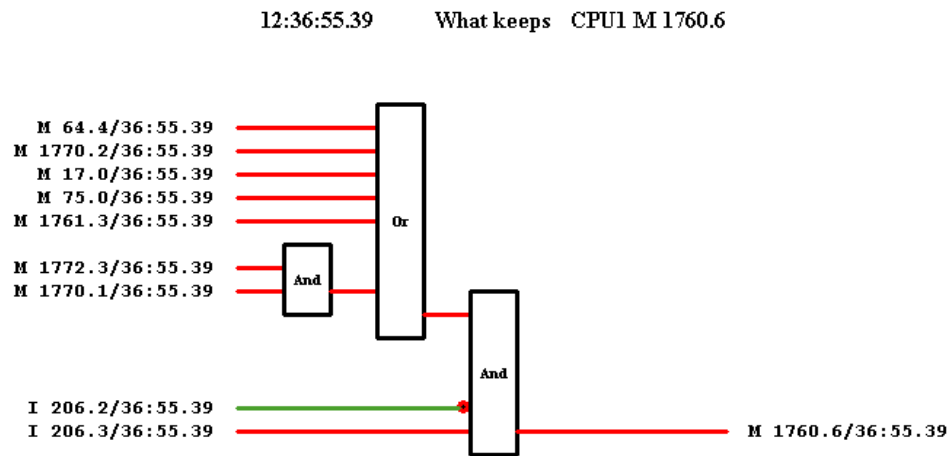 12:36:55.39 What keeps CPU1 M 1760.6
M 64.4/36:55.39
M 1770.2/36:55.39
M 17.0/36:55.39
M 75.0/36:55.39
M 1761.3/36:55.39
Or
M 1772.3/36:55.39
And
M 1770.1/36:55.39
And
I 206.2/36:55.39
I 206.3/36:55.39
M 1760.6/36:55.39